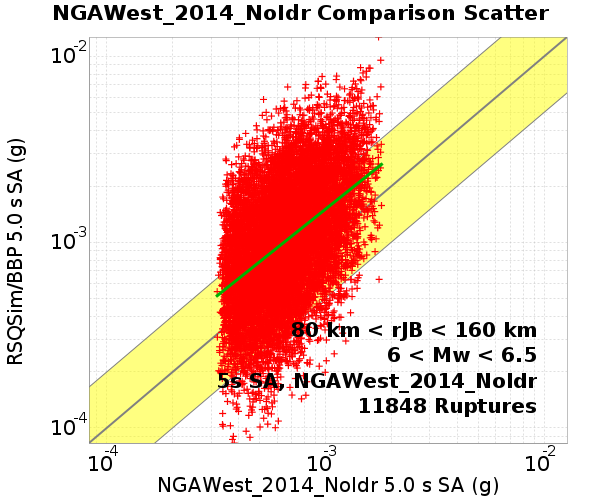 NGAWest_2014_NoIdr Comparison Scatter
10-2
10-3
10-4
RSQSim/BBP 5.0 s SA (g)
80 km < rJB < 160 km
6 < Mw < 6.5
5s SA, NGAWest_2014_NoIdr
11848 Ruptures
10-4
10-3
10-2
NGAWest_2014_NoIdr 5.0 s SA (g)